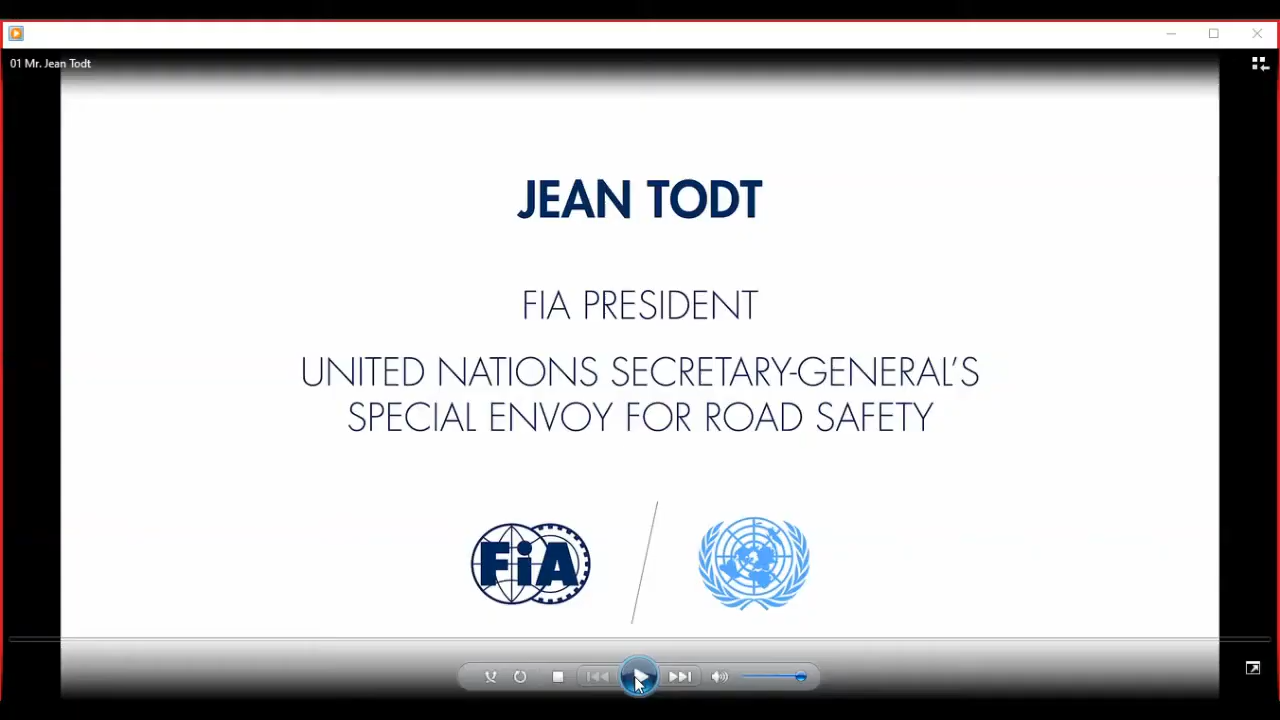 01 Mr. Jean Todt
JEAN TODT
FIA PRESIDENT
UNITED NATIONS SECRETARY-GENERAL'S
SPECIAL ENVOY FOR ROAD SAFETY
FiA